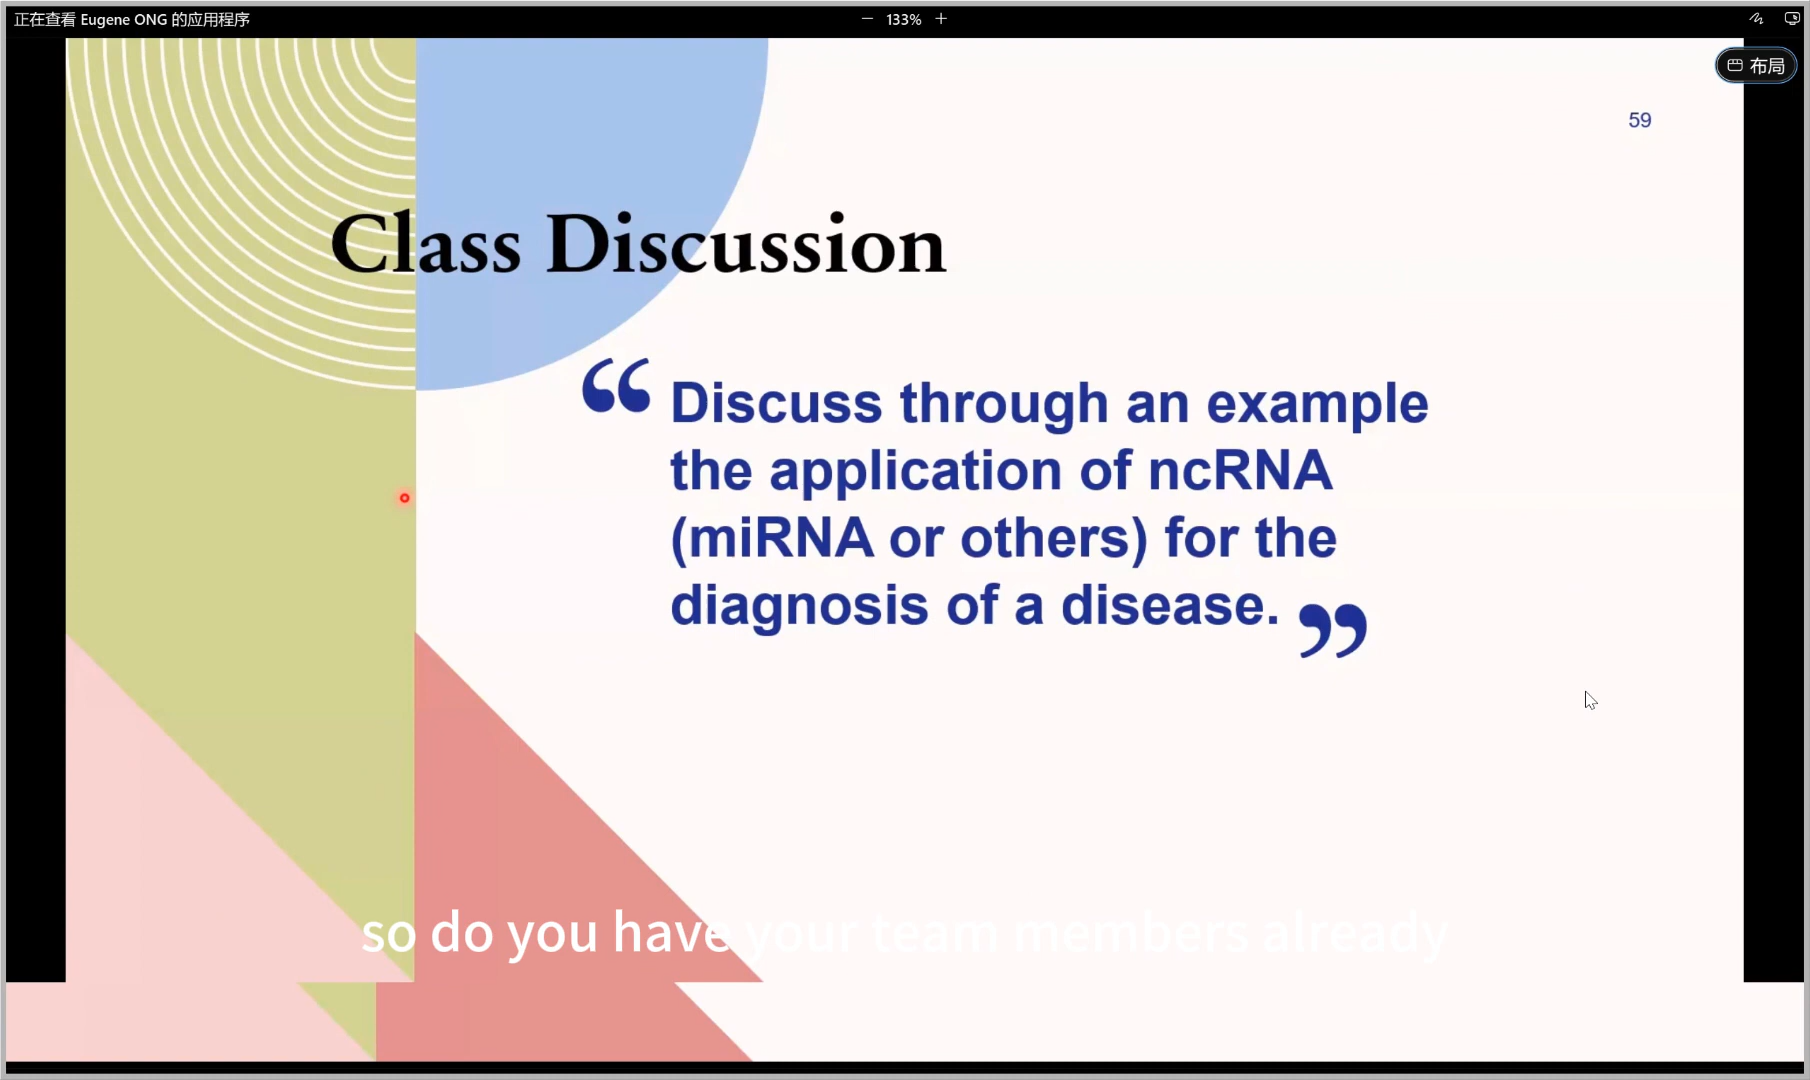 正在查看 Eugene ONG 的应用程序
133%
布局
59
Class Discussion
“Discuss through an example
the application of ncRNA
(miRNA or others) for the
diagnosis of a disease.”
so do you have your team members already